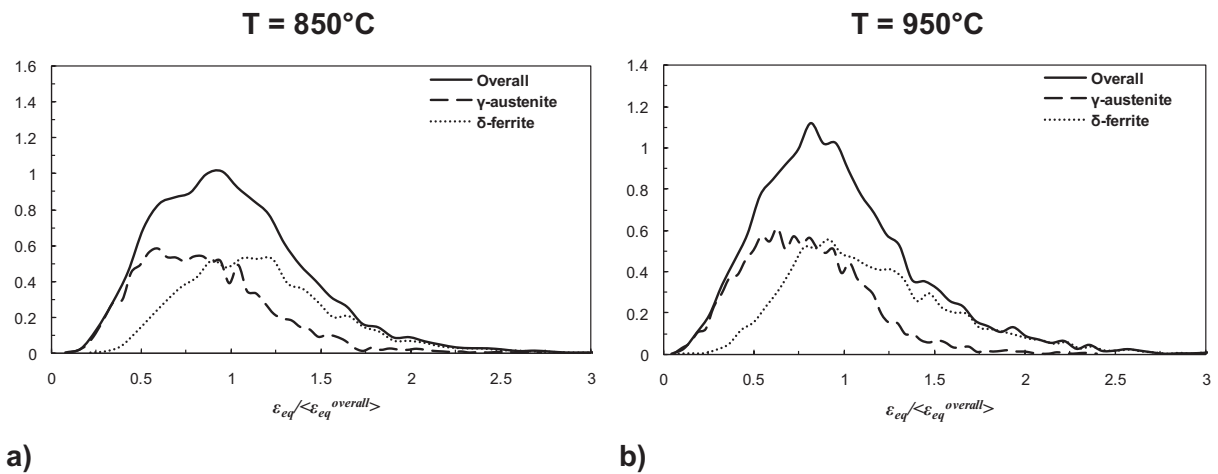 T = 850°C
1.6
1.4
1.2
1
0.8
0.6
0.4
0.2
0
0
0.5
1
1.5
2
2.5
3
Overall
γ-austenite
δ-ferrite
ε_eq/<ε_eq^overall>
a)
T = 950°C
1.4
1.2
1
0.8
0.6
0.4
0.2
0
0
0.5
1
1.5
2
2.5
3
Overall
γ-austenite
δ-ferrite
ε_eq/<ε_eq^overall>
b)